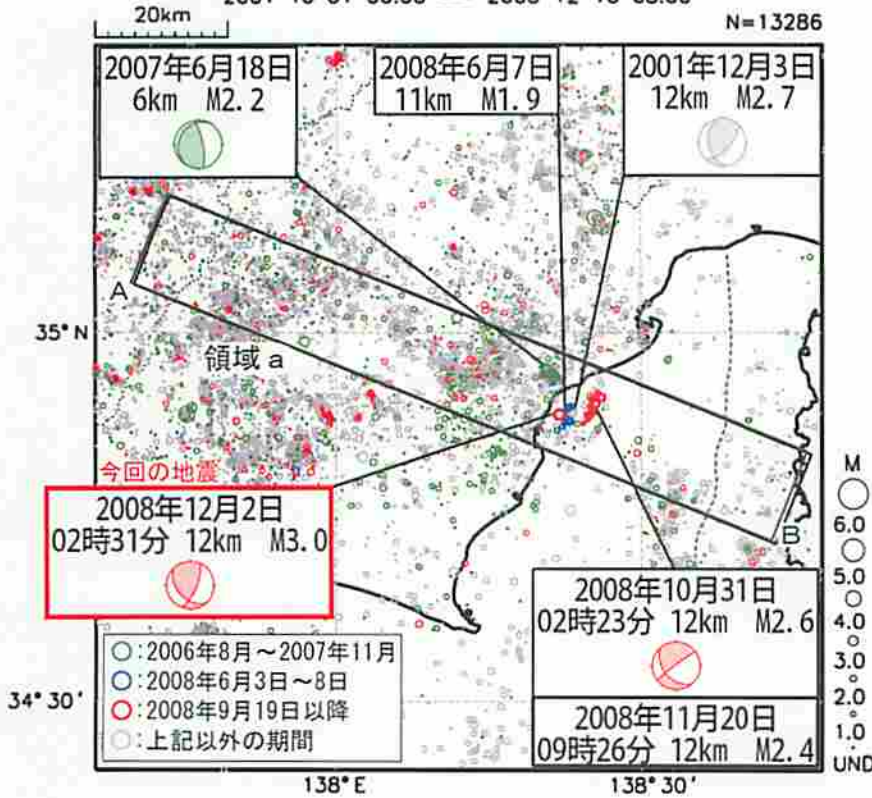 20km
N=13286
2007年6月18日
6km M2.2
2008年6月7日
11km M1.9
2001年12月3日
12km M2.7
A
35°N
領域a
今回の地震
2008年12月2日
02時31分 12km M3.0
B
2008年10月31日
02時23分 12km M2.6
2008年11月20日
09時26分 12km M2.4
○:2006年8月～2007年11月
○:2008年6月3日～8日
○:2008年9月19日以降
○:上記以外の期間
34°30'
138°E
138°30'
M
6.0
5.0
4.0
3.0
2.0
1.0
UND